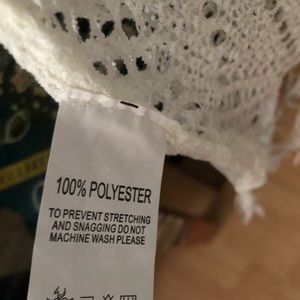 100% POLYESTER
TO PREVENT STRETCHING
AND SNAGGING DO NOT
MACHINE WASH PLEASE